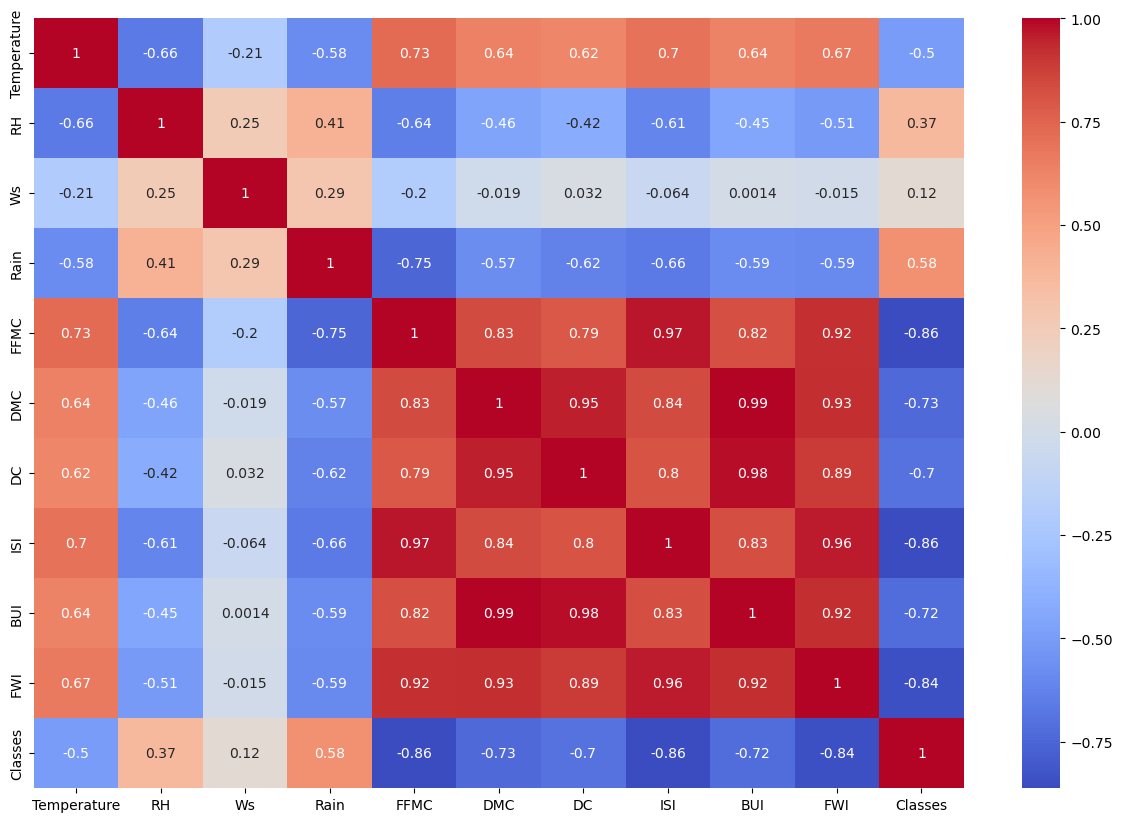 Temperature 1 -0.66 -0.21 -0.58 0.73 0.64 0.62 0.7 0.64 0.67 -0.5
RH -0.66 1 0.25 0.41 -0.64 -0.46 -0.42 -0.61 -0.45 -0.51 0.37
Ws -0.21 0.25 1 0.29 -0.2 -0.019 0.032 -0.064 0.0014 -0.015 0.12
Rain -0.58 0.41 0.29 1 -0.75 -0.57 -0.62 -0.66 -0.59 -0.59 0.58
FFMC 0.73 -0.64 -0.2 -0.75 1 0.83 0.79 0.97 0.82 0.92 -0.86
DMC 0.64 -0.46 -0.019 -0.57 0.83 1 0.95 0.84 0.99 0.93 -0.73
DC 0.62 -0.42 0.032 -0.62 0.79 0.95 1 0.8 0.98 0.89 -0.7
ISI 0.7 -0.61 -0.064 -0.66 0.97 0.84 0.8 1 0.83 0.96 -0.86
BUI 0.64 -0.45 0.0014 -0.59 0.82 0.99 0.98 0.83 1 0.92 -0.72
FWI 0.67 -0.51 -0.015 -0.59 0.92 0.93 0.89 0.96 0.92 1 -0.84
Classes -0.5 0.37 0.12 0.58 -0.86 -0.73 -0.7 -0.86 -0.72 -0.84 1
Temperature RH Ws Rain FFMC DMC DC ISI BUI FWI Classes
1.00
0.75
0.50
0.25
0.00
−0.25
−0.50
−0.75